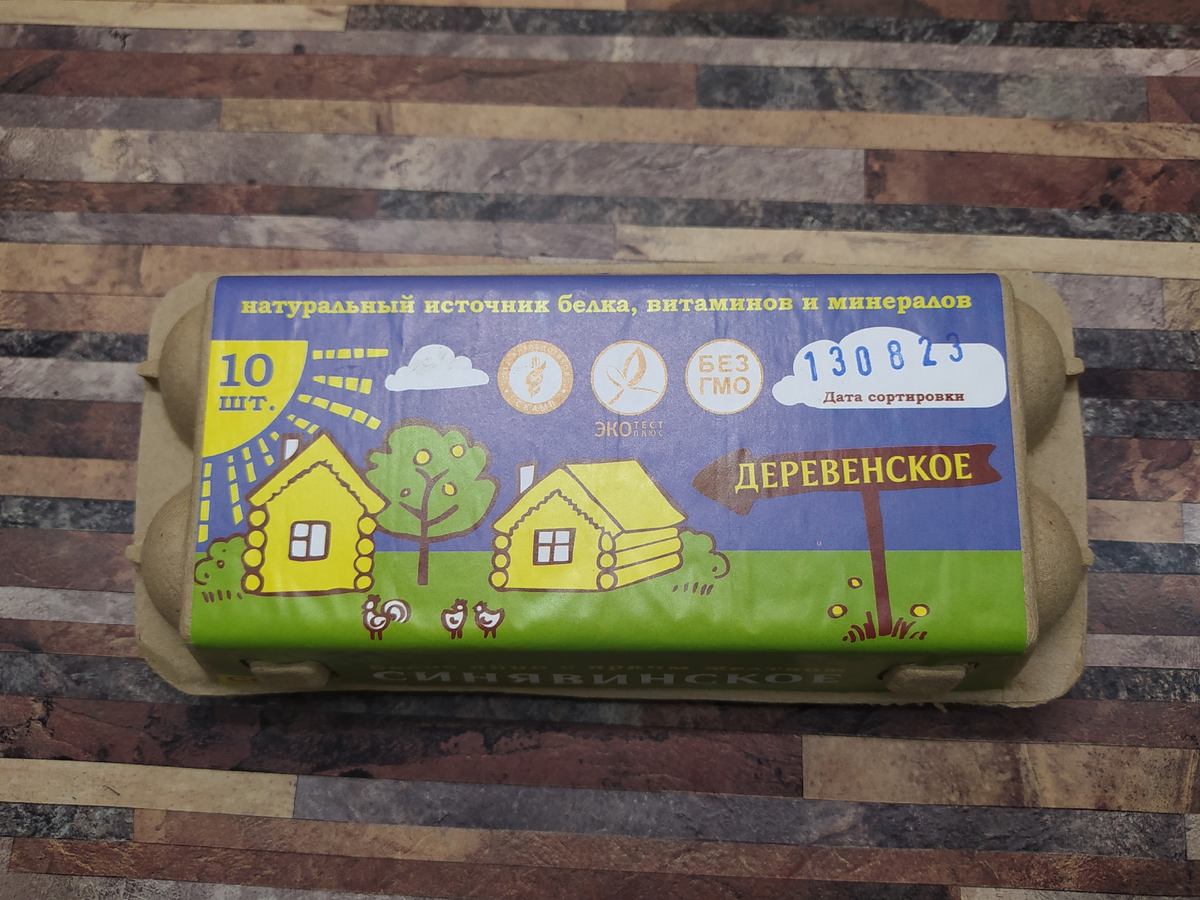 натуральный источник белка, витаминов и минералов
10
шт.
БЕЗ
ГМО
130823
Дата сортировки
ЭКО ТЕСТ
ПЛЮС
ДЕРЕВЕНСКОЕ
СИНЯВИНСКОЕ